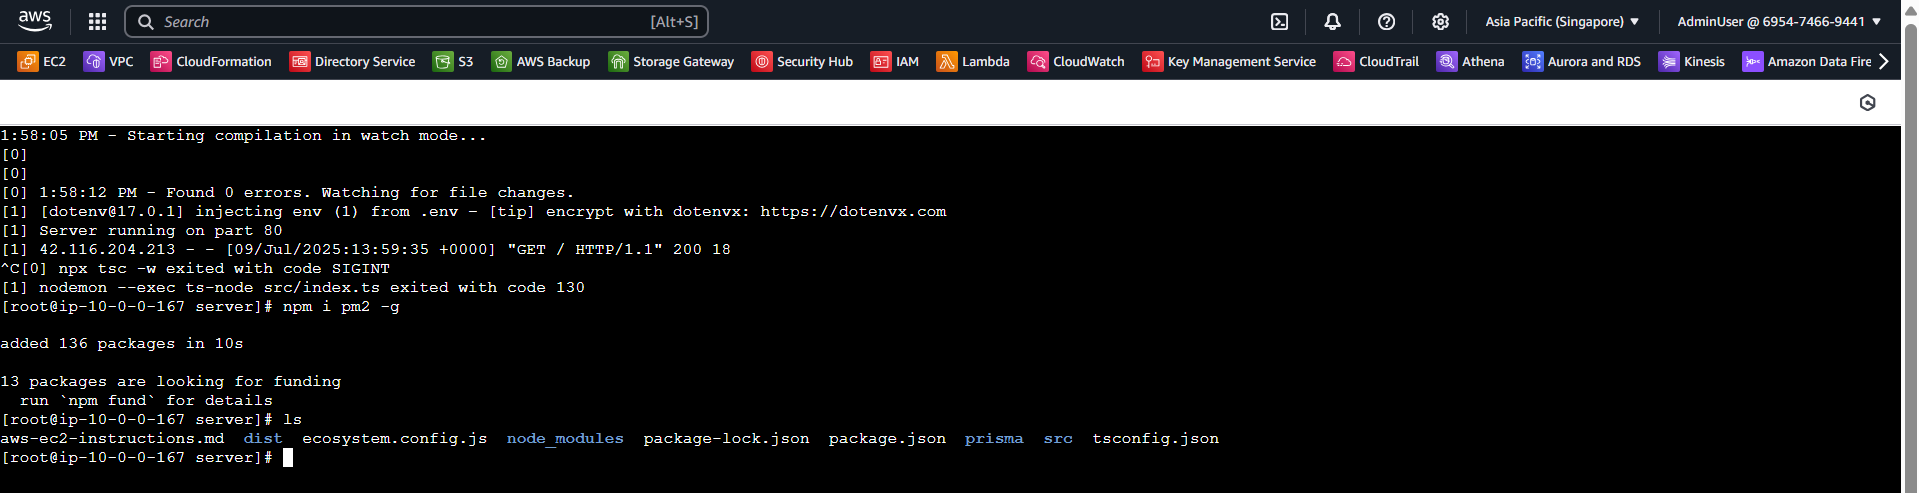 aws Search [Alt+S] Asia Pacific (Singapore) AdminUser @ 6954-7466-9441
EC2 VPC CloudFormation Directory Service S3 AWS Backup Storage Gateway Security Hub IAM Lambda CloudWatch Key Management Service CloudTrail Athena Aurora and RDS Kinesis Amazon Data Fire
1:58:05 PM - Starting compilation in watch mode...
[0]
[0]
[0] 1:58:12 PM - Found 0 errors. Watching for file changes.
[1] [dotenv@17.0.1] injecting env (1) from .env - [tip] encrypt with dotenvx: https://dotenvx.com
[1] Server running on part 80
[1] 42.116.204.213 - - [09/Jul/2025:13:59:35 +0000] "GET / HTTP/1.1" 200 18
^C[0] npx tsc -w exited with code SIGINT
[1] nodemon --exec ts-node src/index.ts exited with code 130
[root@ip-10-0-0-167 server]# npm i pm2 -g
added 136 packages in 10s
13 packages are looking for funding
run `npm fund` for details
[root@ip-10-0-0-167 server]# ls
aws-ec2-instructions.md dist ecosystem.config.js node_modules package-lock.json package.json prisma src tsconfig.json
[root@ip-10-0-0-167 server]#